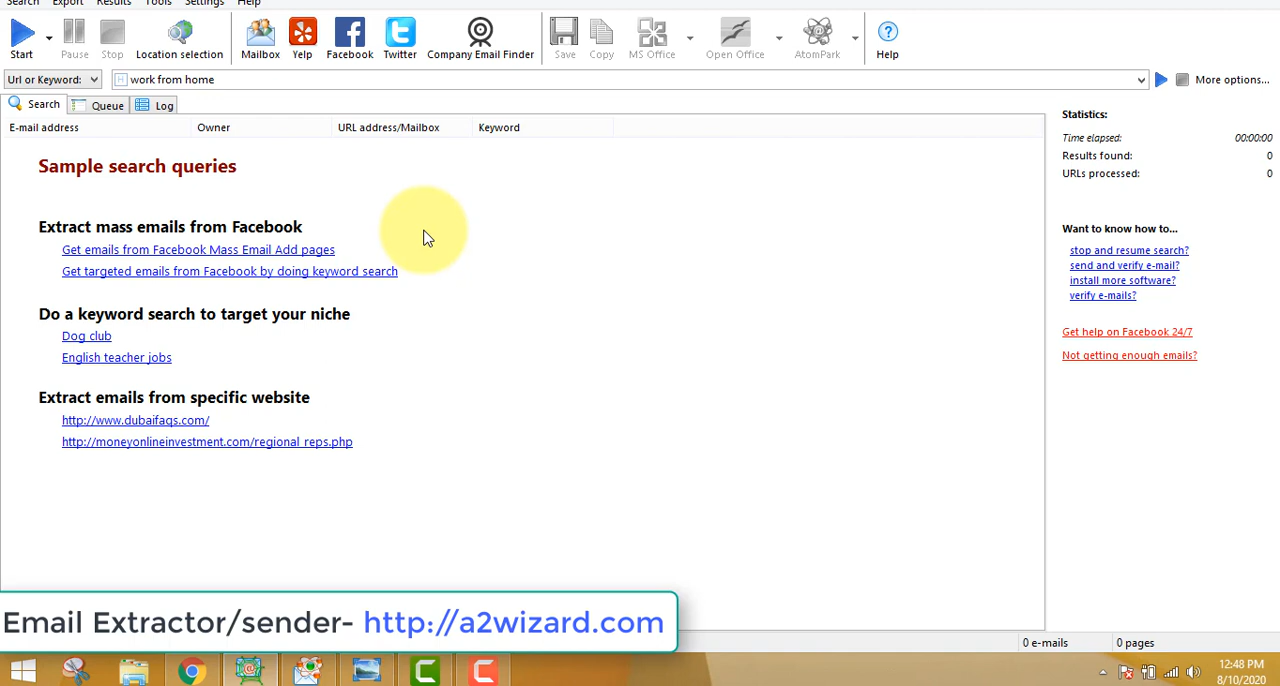 Search Export Results Tools Settings Help
Start Pause Stop Location selection Mailbox Yelp Facebook Twitter Company Email Finder Save Copy MS Office Open Office AtomPark Help
Url or Keyword: work from home More options...
Search Queue Log
E-mail address Owner URL address/Mailbox Keyword
Statistics:
Time elapsed: 00:00:00
Results found: 0
URLs processed: 0
Sample search queries
Extract mass emails from Facebook
Get emails from Facebook Mass Email Add pages
Get targeted emails from Facebook by doing keyword search
Do a keyword search to target your niche
Dog club
English teacher jobs
Extract emails from specific website
http://www.dubaifaqs.com/
http://moneyonlineinvestment.com/regional_reps.php
Want to know how to...
stop and resume search?
send and verify e-mail?
install more software?
verify e-mails?
Get help on Facebook 24/7
Not getting enough emails?
Email Extractor/sender- http://a2wizard.com
0 e-mails 0 pages
12:48 PM
8/10/2020